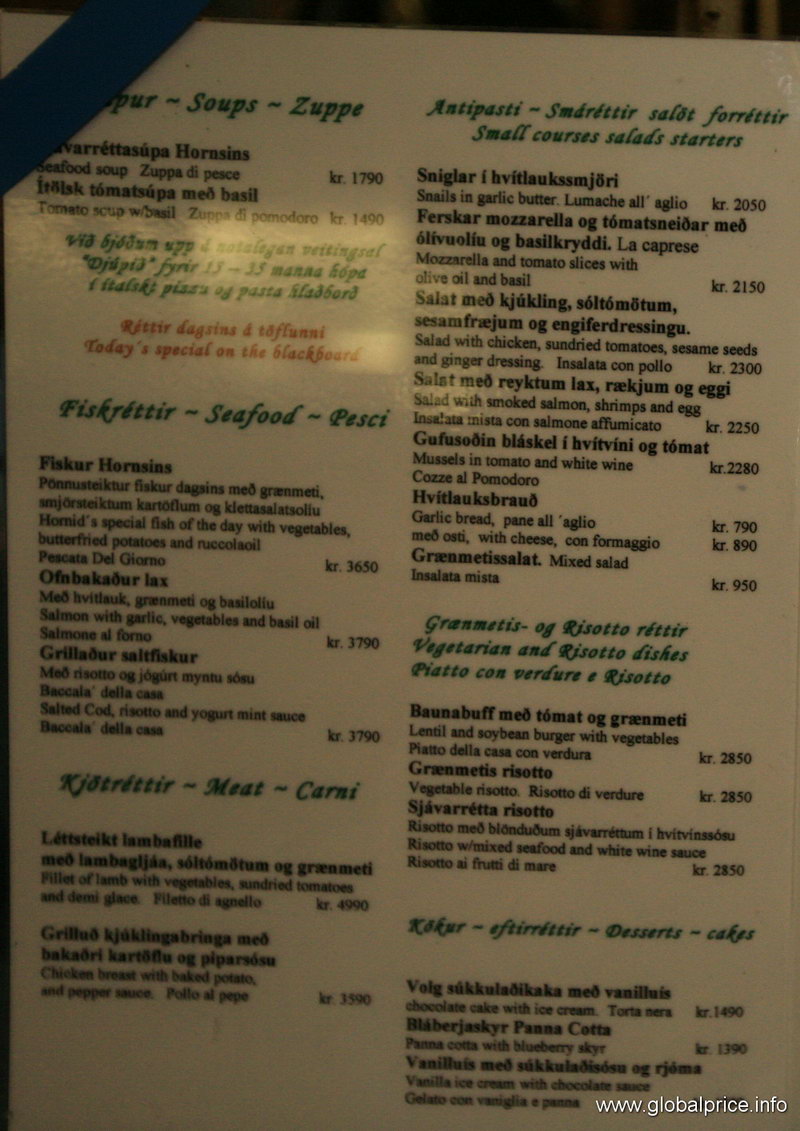 ~ Soups ~ Zuppe
Hornsins
Seafood soup Zuppa di pesce kr. 1790
Ítölsk tómatsúpa með basil
Tomato soup w/basil Zuppa di pomodoro kr. 1490
Við bjóðum upp á notalegan veitingsal
"Djúpið" fyrir 15 – 35 manna hópa
í ítalskt pizzu og pasta hlaðborð
Réttir dagsins á töflunni
Today´s special on the blackboard
Fiskréttir ~ Seafood ~ Pesci
Fiskur Hornsins
Pönnusteiktur fiskur dagsins með grænmeti,
smjörsteiktum kartöflum og klettasalatsolíu
Hornid´s special fish of the day with vegetables,
butterfried potatoes and ruccolaoil
Pescata Del Giorno kr. 3650
Ofnbakaður lax
Með hvítlauk, grænmeti og basilolíu
Salmon with garlic, vegetables and basil oil
Salmone al forno kr. 3790
Grillaður saltfiskur
Með risotto og jógúrt myntu sósu
Baccala´ della casa
Salted Cod, risotto and yogurt mint sauce
Baccala´ della casa kr. 3790
Kjötréttir ~ Meat ~ Carni
Léttsteikt lambafille
með lambagljáa, sóltómötum og grænmeti
Fillet of lamb with vegetables, sundried tomatoes
and demi glace. Filetto di agnello kr. 4990
Grilluð kjúklingabringa með
bakaðri kartöflu og piparsósu
Chicken breast with baked potato,
and pepper sauce. Pollo al pepe kr. 3590
Antipasti ~ Smáréttir salöt forréttir
Small courses salads starters
Sniglar í hvítlaukssmjöri
Snails in garlic butter. Lumache all´ aglio kr. 2050
Ferskar mozzarella og tómatsneiðar með
ólívuolíu og basilkryddi. La caprese
Mozzarella and tomato slices with
olive oil and basil kr. 2150
Salat með kjúkling, sóltómötum,
sesamfræjum og engiferdressingu.
Salad with chicken, sundried tomatoes, sesame seeds
and ginger dressing. Insalata con pollo kr. 2300
Salat með reyktum lax, rækjum og eggi
Salad with smoked salmon, shrimps and egg
Insalata mista con salmone affumicato kr. 2250
Gufusoðin bláskel í hvítvíni og tómat
Mussels in tomato and white wine kr.2280
Cozze al Pomodoro
Hvítlauksbrauð
Garlic bread, pane all ´aglio kr. 790
með osti, with cheese, con formaggio kr. 890
Grænmetissalat. Mixed salad
Insalata mista kr. 950
Grænmetis- og Risotto réttir
Vegetarian and Risotto dishes
Piatto con verdure e Risotto
Baunabuff með tómat og grænmeti
Lentil and soybean burger with vegetables
Piatto della casa con verdura kr. 2850
Grænmetis risotto
Vegetable risotto. Risotto di verdure kr. 2850
Sjávarrétta risotto
Risotto með blönduðum sjávarréttum í hvítvínssósu
Risotto w/mixed seafood and white wine sauce
Risotto ai frutti di mare kr. 2850
Kökur ~ eftirréttir ~ Desserts ~ cakes
Volg súkkulaðikaka með vanilluís
chocolate cake with ice cream. Torta nera kr.1490
Bláberjaskyr Panna Cotta
Panna cotta with blueberry skyr kr. 1390
Vanilluís með súkkulaðisósu og rjóma
Vanilla ice cream with chocolate sauce
Gelato con vaniglia e panna
www.globalprice.info